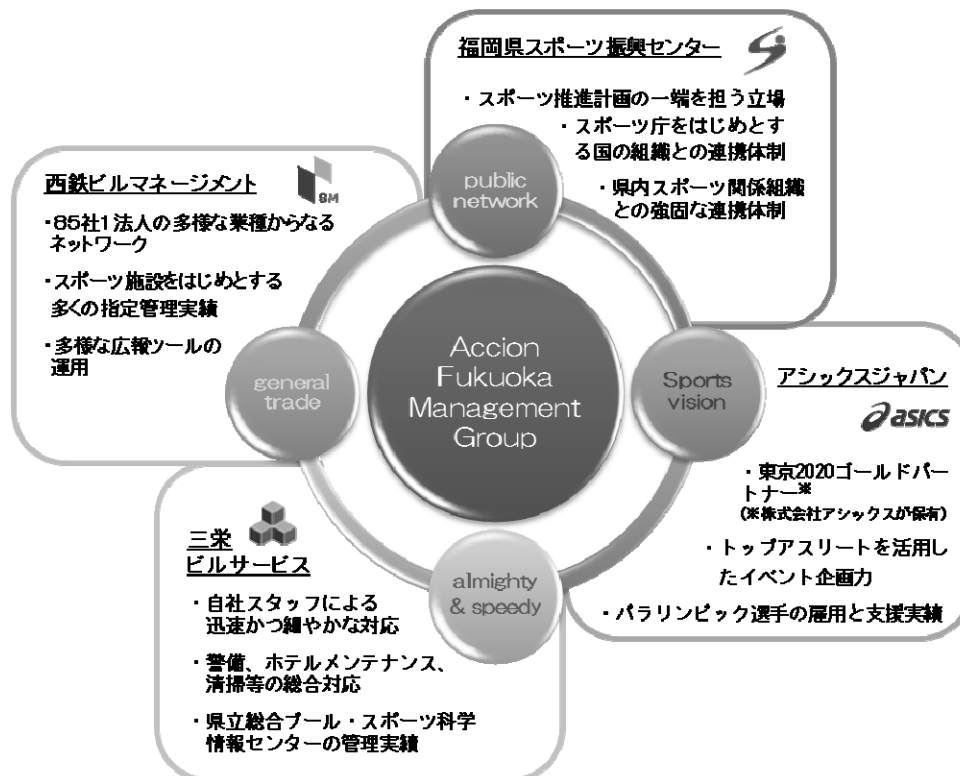 福岡県スポーツ振興センター
・スポーツ推進計画の一端を担う立場
・スポーツ庁をはじめとす
る国の組織との連携体制
・県内スポーツ関係組織
との強固な連携体制
public
network
西鉄ビルマネージメント
BM
・85社1法人の多様な業種からなる
ネットワーク
・スポーツ施設をはじめとする
多くの指定管理実績
・多様な広報ツールの
運用
general
trade
Accion
Fukuoka
Management
Group
Sports
vision
アシックスジャパン
asics
・東京2020ゴールドパー
トナー※
(※株式会社アシックスが保有)
・トップアスリートを活用し
たイベント企画力
・パラリンピック選手の雇用と支援実績
三栄
ビルサービス
almighty
& speedy
・自社スタッフによる
迅速かつ細やかな対応
・警備、ホテルメンテナンス、
清掃等の総合対応
・県立総合プール・スポーツ科学
情報センターの管理実績